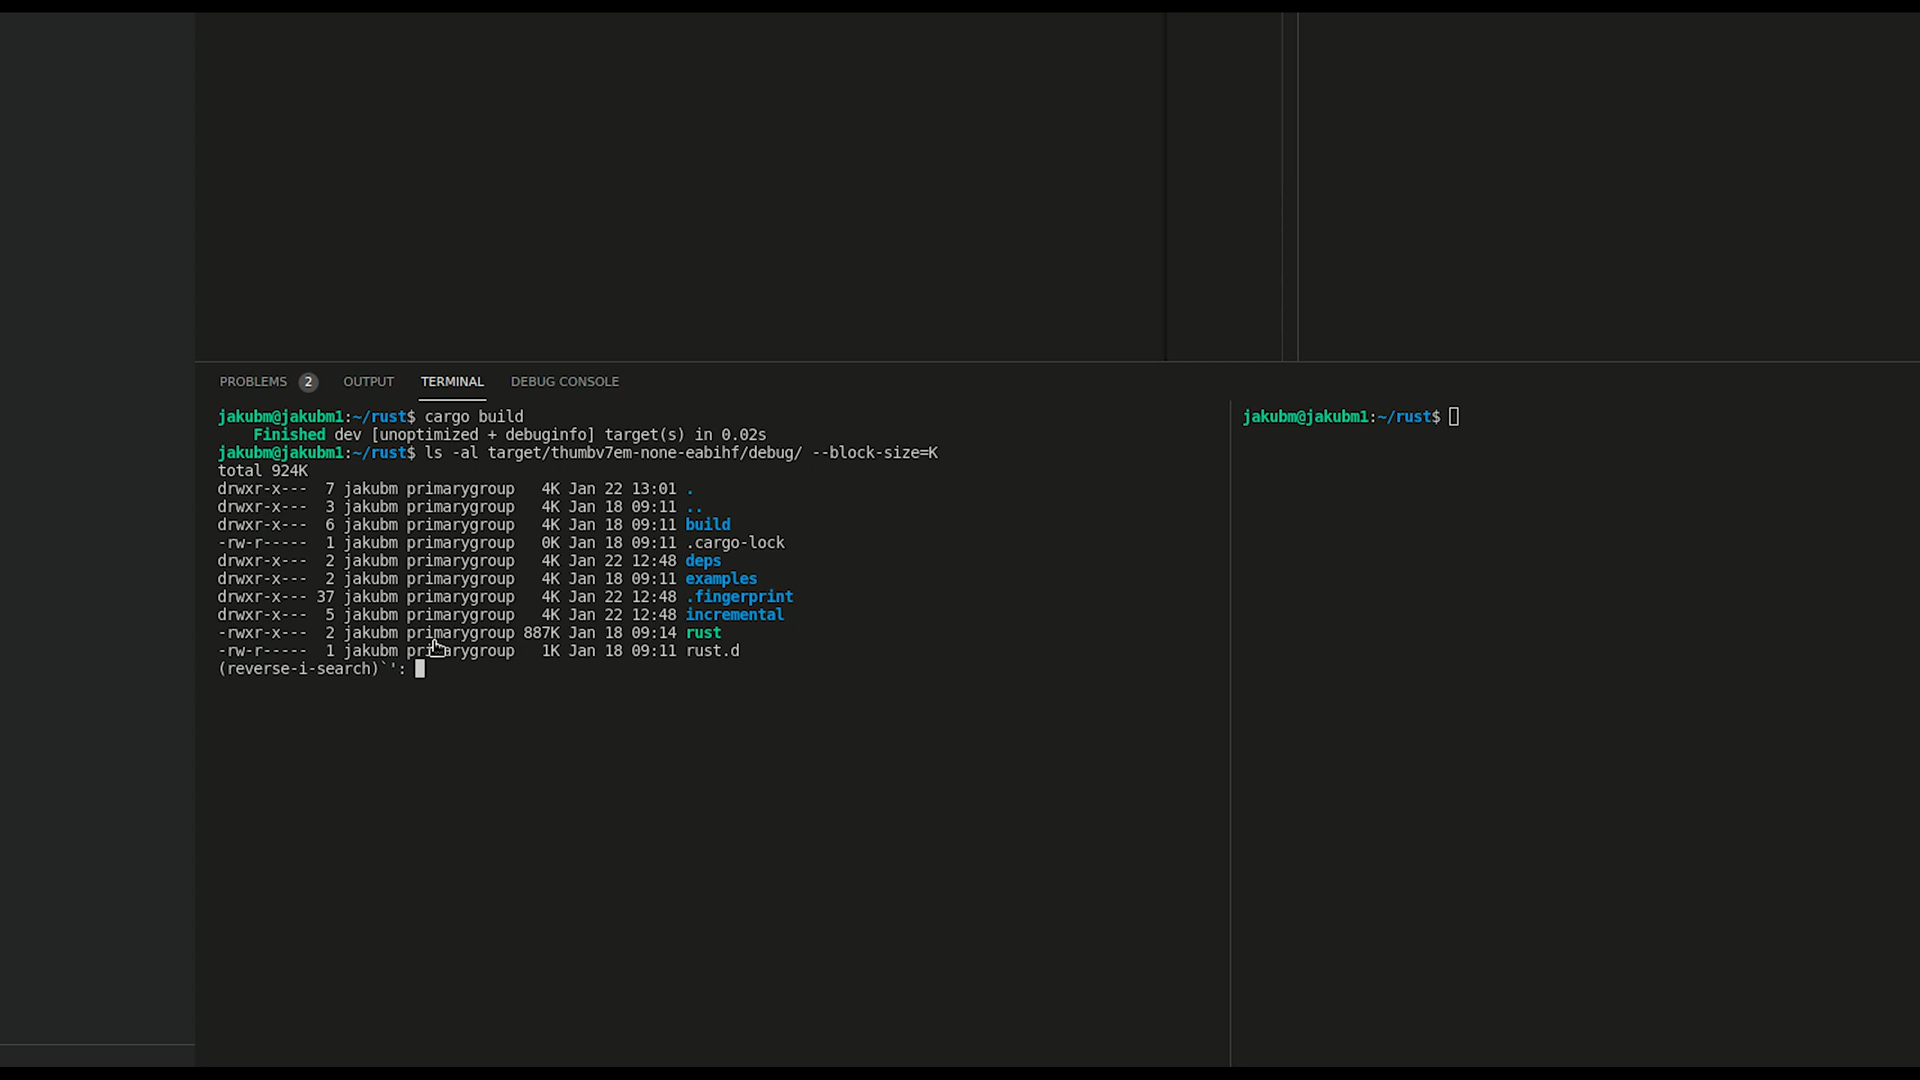 PROBLEMS 2 OUTPUT TERMINAL DEBUG CONSOLE
jakubm@jakubm1:~/rust$ cargo build
    Finished dev [unoptimized + debuginfo] target(s) in 0.02s
jakubm@jakubm1:~/rust$ ls -al target/thumbv7em-none-eabihf/debug/ --block-size=K
total 924K
drwxr-x---  7 jakubm primarygroup   4K Jan 22 13:01 .
drwxr-x---  3 jakubm primarygroup   4K Jan 18 09:11 ..
drwxr-x---  6 jakubm primarygroup   4K Jan 18 09:11 build
-rw-r-----  1 jakubm primarygroup   0K Jan 18 09:11 .cargo-lock
drwxr-x---  2 jakubm primarygroup   4K Jan 22 12:48 deps
drwxr-x---  2 jakubm primarygroup   4K Jan 18 09:11 examples
drwxr-x--- 37 jakubm primarygroup   4K Jan 22 12:48 .fingerprint
drwxr-x---  5 jakubm primarygroup   4K Jan 22 12:48 incremental
-rwxr-x---  2 jakubm primarygroup 887K Jan 18 09:14 rust
-rw-r-----  1 jakubm primarygroup   1K Jan 18 09:11 rust.d
(reverse-i-search)`':
jakubm@jakubm1:~/rust$